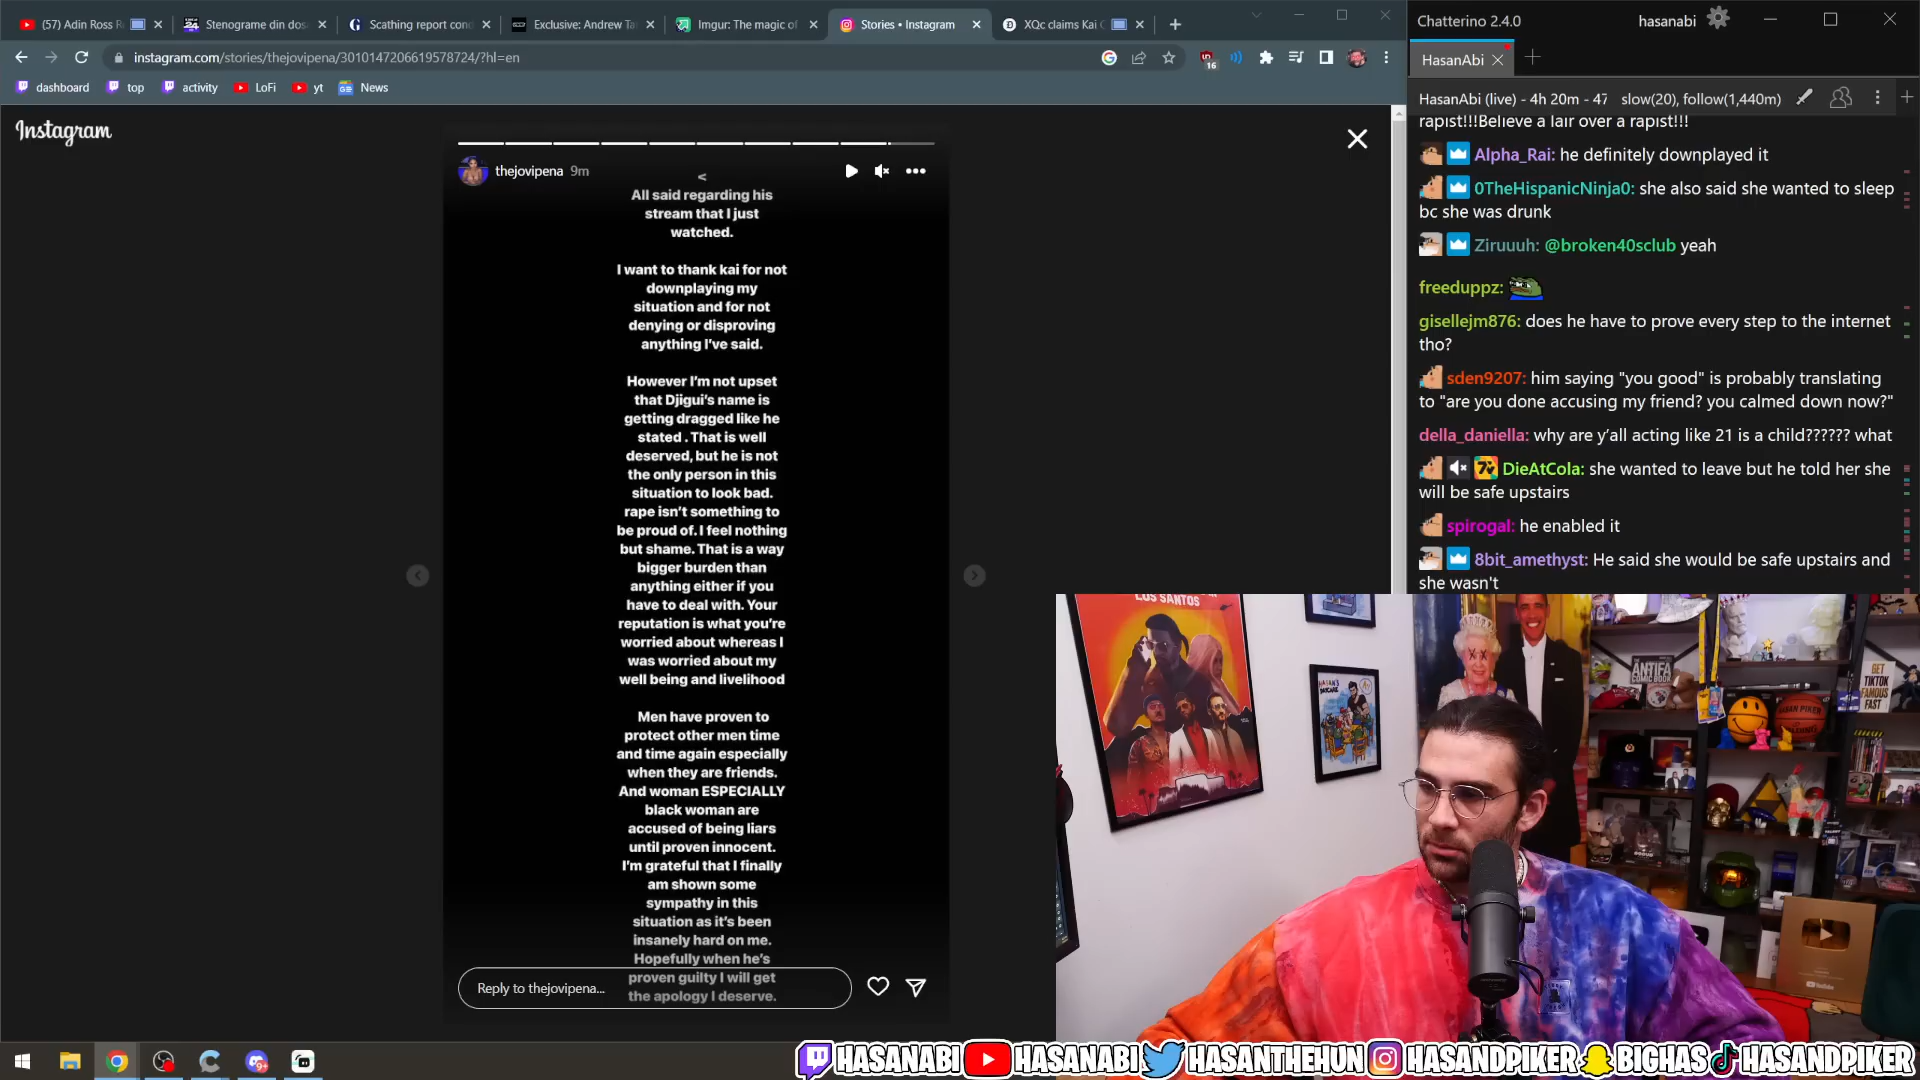 (57) Adin Ross R
Stenograme din dos
Scathing report conc
Exclusive: Andrew Ta
Imgur: The magic of
Stories • Instagram
XQc claims Kai C
instagram.com/stories/thejovipena/3010147206619578724/?hl=en
16
dashboard
top
activity
LoFi
yt
News
Instagram
thejovipena 9m
<
All said regarding his
stream that I just
watched.
I want to thank kai for not
downplaying my
situation and for not
denying or disproving
anything I've said.
However I'm not upset
that Djigui's name is
getting dragged like he
stated . That is well
deserved, but he is not
the only person in this
situation to look bad.
rape isn't something to
be proud of. I feel nothing
but shame. That is a way
bigger burden than
anything either if you
have to deal with. Your
reputation is what you're
worried about whereas I
was worried about my
well being and livelihood
Men have proven to
protect other men time
and time again especially
when they are friends.
And woman ESPECIALLY
black woman are
accused of being liars
until proven innocent.
I'm grateful that I finally
am shown some
sympathy in this
situation as it's been
insanely hard on me.
Hopefully when he's
proven guilty I will get
the apology I deserve.
Reply to thejovipena...
Chatterino 2.4.0
hasanabi
HasanAbi
HasanAbi (live) - 4h 20m - 47
slow(20), follow(1,440m)
rapist!!!Believe a lair over a rapist!!!
Alpha_Rai: he definitely downplayed it
0TheHispanicNinja0: she also said she wanted to sleep
bc she was drunk
Ziruuuh: @broken40sclub yeah
freeduppz:
gisellejm876: does he have to prove every step to the internet
tho?
sden9207: him saying "you good" is probably translating
to "are you done accusing my friend? you calmed down now?"
della_daniella: why are y'all acting like 21 is a child?????? what
DieAtCola: she wanted to leave but he told her she
will be safe upstairs
spirogal: he enabled it
8bit_amethyst: He said she would be safe upstairs and
she wasn't
LOS SANTOS
ANTIFA
COMIC BOOK
GET
TIKTOK
FAMOUS
FAST
HASAN PIKER
HASANABI
HASANABI
HASANTHEHUN
HASANDPIKER
BIGHAS
HASANDPIKER